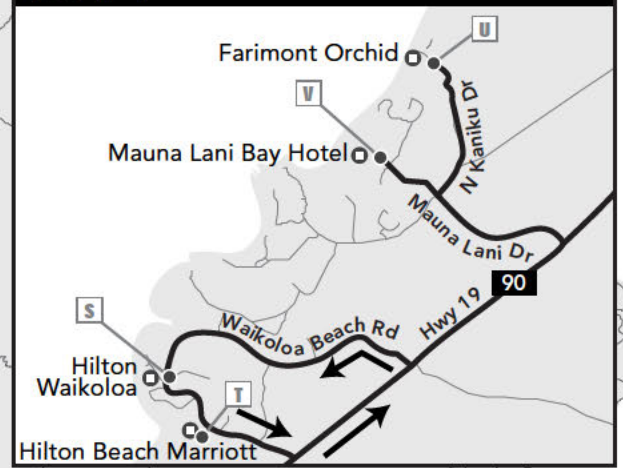 U
Farimont Orchid
V
Mauna Lani Bay Hotel
N Kaniku Dr
Mauna Lani Dr
90
Hwy 19
S
Waikoloa Beach Rd
Hilton
Waikoloa
T
Hilton Beach Marriott